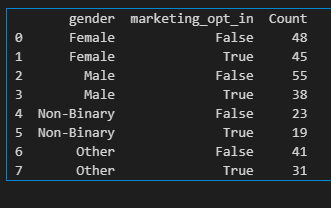 gender marketing_opt_in Count
0 Female False 48
1 Female True 45
2 Male False 55
3 Male True 38
4 Non-Binary False 23
5 Non-Binary True 19
6 Other False 41
7 Other True 31